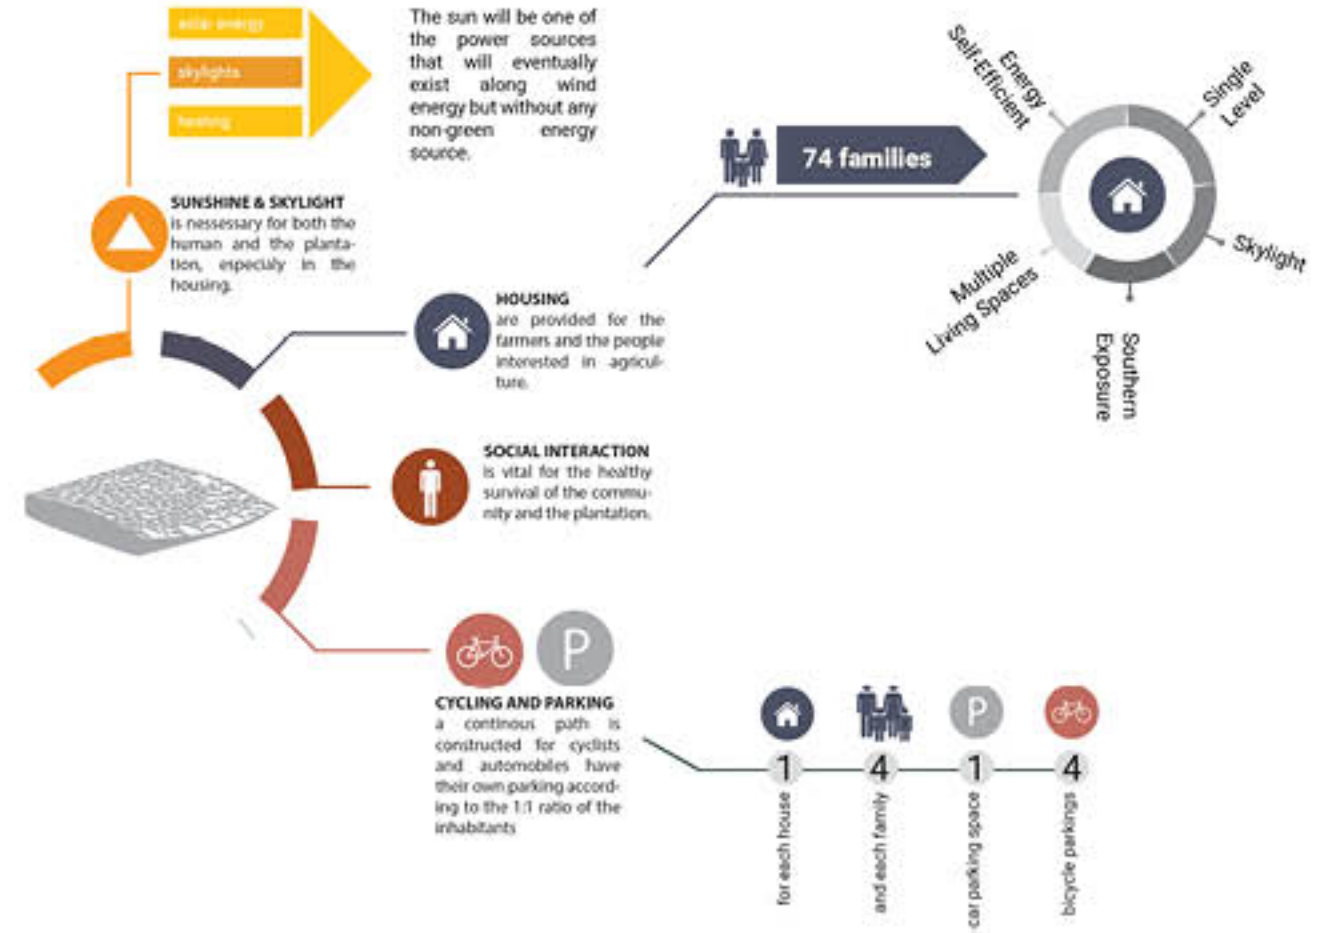 solar energy
skylights
heating
The sun will be one of
the power sources
that will eventually
exist along wind
energy but without any
non-green energy
source.
SUNSHINE & SKYLIGHT
is nessessary for both the
human and the planta-
tion, especialy in the
housing.
74 families
Energy
Self-Efficient
Single
Level
Skylight
Southern
Exposure
Multiple
Living Spaces
HOUSING
are provided for the
farmers and the people
interested in agricul-
ture.
SOCIAL INTERACTION
is vital for the healthy
survival of the commu-
nity and the plantation.
P
CYCLING AND PARKING
a continous path is
constructed for cyclists
and automobiles have
their own parking accord-
ing to the 1:1 ratio of the
inhabitants
P
1 4 1 4
for each house
and each family
car parking space
bicycle parkings